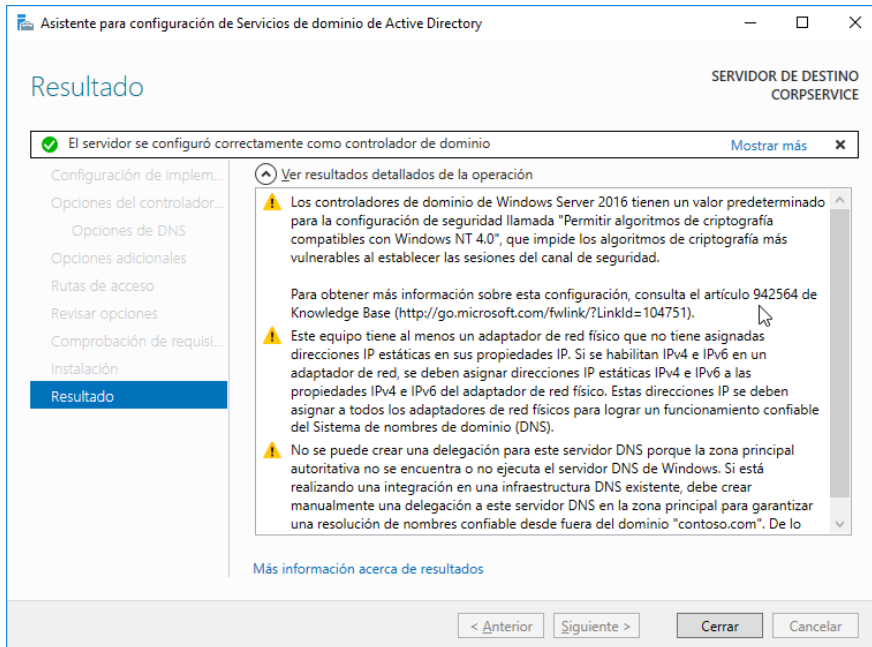 Asistente para configuración de Servicios de dominio de Active Directory
Resultado
SERVIDOR DE DESTINO
CORPSERVICE
El servidor se configuró correctamente como controlador de dominio
Mostrar más
Configuración de implem...
Opciones del controlador...
Opciones de DNS
Opciones adicionales
Rutas de acceso
Revisar opciones
Comprobación de requisi...
Instalación
Resultado
Ver resultados detallados de la operación
Los controladores de dominio de Windows Server 2016 tienen un valor predeterminado
para la configuración de seguridad llamada "Permitir algoritmos de criptografía
compatibles con Windows NT 4.0", que impide los algoritmos de criptografía más
vulnerables al establecer las sesiones del canal de seguridad.
Para obtener más información sobre esta configuración, consulta el artículo 942564 de
Knowledge Base (http://go.microsoft.com/fwlink/?LinkId=104751).
Este equipo tiene al menos un adaptador de red físico que no tiene asignadas
direcciones IP estáticas en sus propiedades IP. Si se habilitan IPv4 e IPv6 en un
adaptador de red, se deben asignar direcciones IP estáticas IPv4 e IPv6 a las
propiedades IPv4 e IPv6 del adaptador de red físico. Estas direcciones IP se deben
asignar a todos los adaptadores de red físicos para lograr un funcionamiento confiable
del Sistema de nombres de dominio (DNS).
No se puede crear una delegación para este servidor DNS porque la zona principal
autoritativa no se encuentra o no ejecuta el servidor DNS de Windows. Si está
realizando una integración en una infraestructura DNS existente, debe crear
manualmente una delegación a este servidor DNS en la zona principal para garantizar
una resolución de nombres confiable desde fuera del dominio "contoso.com". De lo
Más información acerca de resultados
< Anterior
Siguiente >
Cerrar
Cancelar